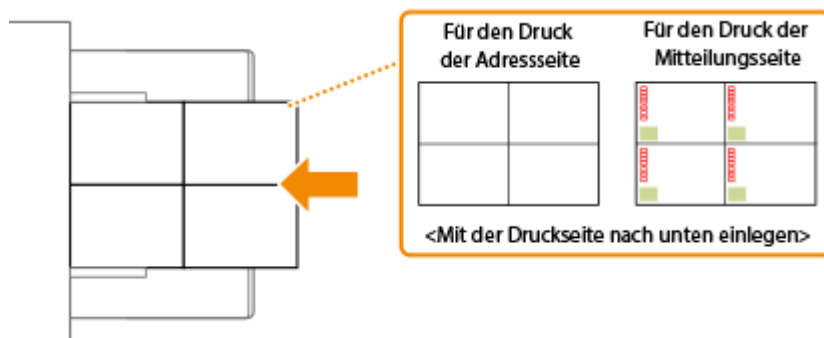 Für den Druck
der Adressseite
Für den Druck der
Mitteilungsseite
<Mit der Druckseite nach unten einlegen>